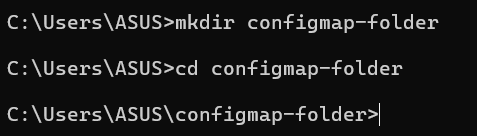 C:\Users\ASUS>mkdir configmap-folder
C:\Users\ASUS>cd configmap-folder
C:\Users\ASUS\configmap-folder>